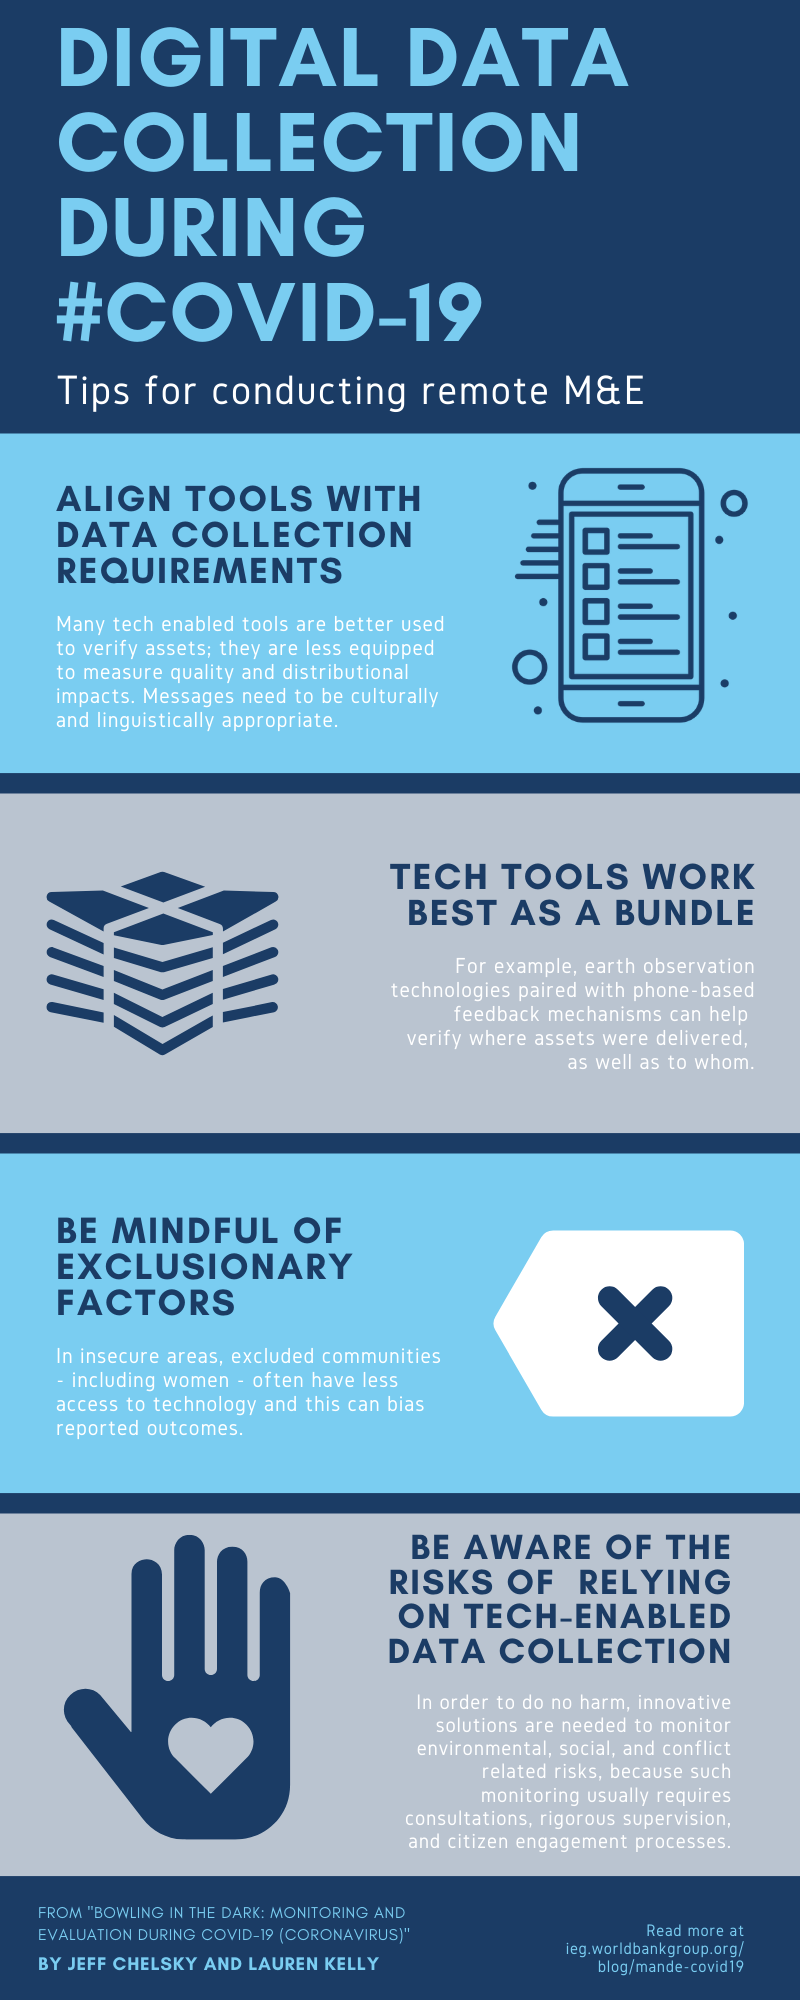 DIGITAL DATA
COLLECTION
DURING
#COVID-19
Tips for conducting remote M&E
ALIGN TOOLS WITH
DATA COLLECTION
REQUIREMENTS
Many tech enabled tools are better used
to verify assets; they are less equipped
to measure quality and distributional
impacts. Messages need to be culturally
and linguistically appropriate.
TECH TOOLS WORK
BEST AS A BUNDLE
For example, earth observation
technologies paired with phone-based
feedback mechanisms can help
verify where assets were delivered,
as well as to whom.
BE MINDFUL OF
EXCLUSIONARY
FACTORS
In insecure areas, excluded communities
- including women - often have less
access to technology and this can bias
reported outcomes.
BE AWARE OF THE
RISKS OF RELYING
ON TECH-ENABLED
DATA COLLECTION
In order to do no harm, innovative
solutions are needed to monitor
environmental, social, and conflict
related risks, because such
monitoring usually requires
consultations, rigorous supervision,
and citizen engagement processes.
FROM "BOWLING IN THE DARK: MONITORING AND
EVALUATION DURING COVID-19 (CORONAVIRUS)"
BY JEFF CHELSKY AND LAUREN KELLY
Read more at
ieg.worldbankgroup.org/
blog/mande-covid19